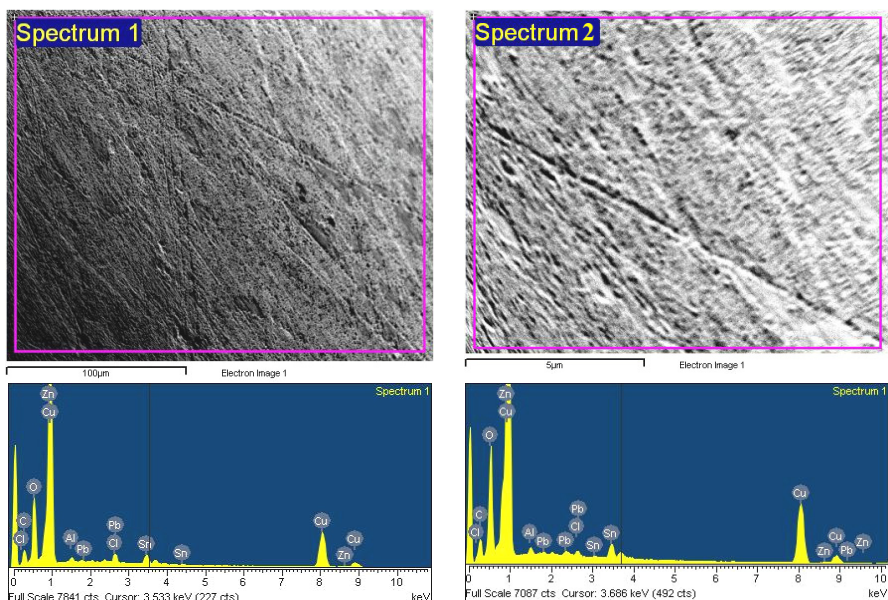 Spectrum 1
Spectrum 2
100µm
Electron Image 1
5µm
Electron Image 1
Spectrum 1
Zn
Cu
O
C
Cl
Al
Pb
Pb
Cl
Sn
Sn
Cu
Zn
Cu
0 1 2 3 4 5 6 7 8 9 10
Full Scale 7841 cts Cursor: 3.533 keV (227 cts)
keV
Spectrum 1
Zn
Cu
O
C
Cl
Al
Pb
Pb
Pb
Cl
Sn
Sn
Cu
Zn
Cu
Pb
Zn
0 1 2 3 4 5 6 7 8 9 10
Full Scale 7087 cts Cursor: 3.686 keV (492 cts)
keV